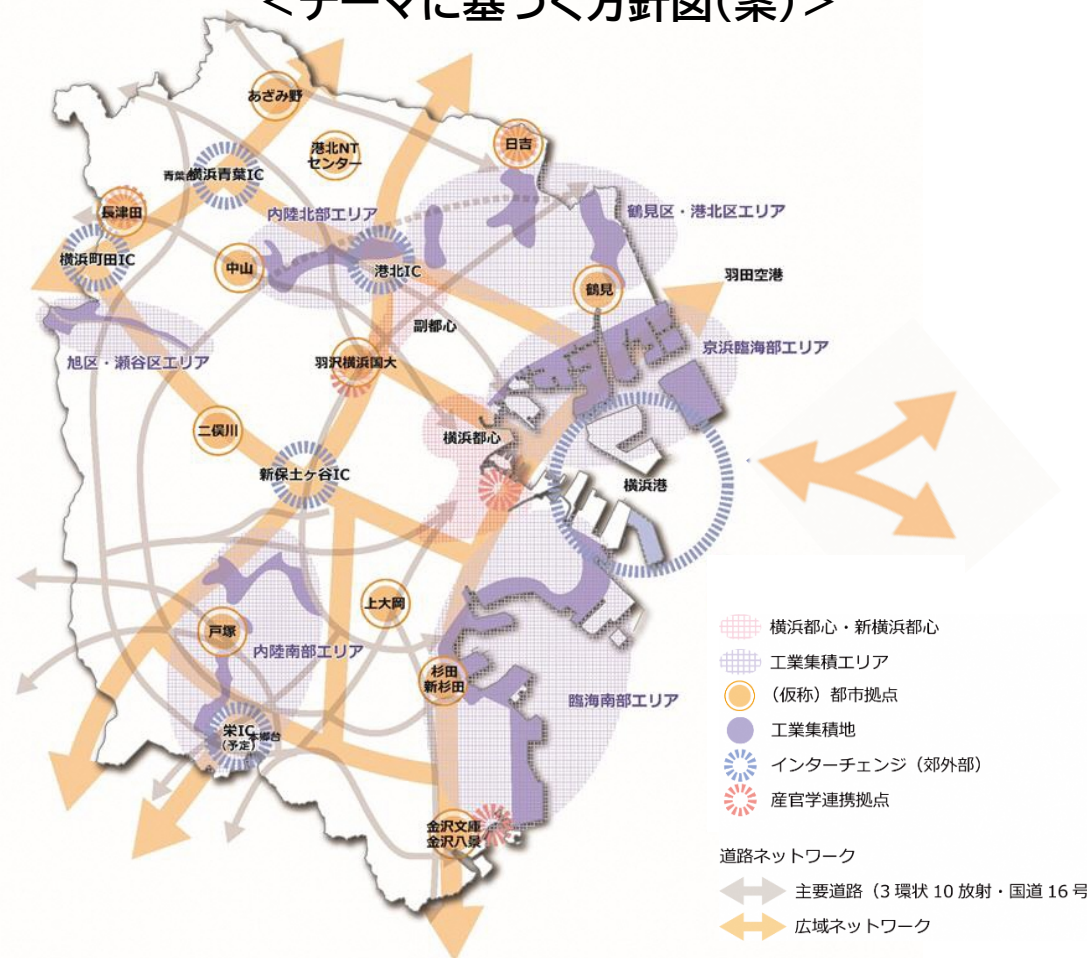 ＜テーマに基づく方針図（案）＞
あざみ野
港北NT
センター
日吉
青葉台
横浜青葉IC
長津田
内陸北部エリア
鶴見区・港北区エリア
横浜町田IC
中山
港北IC
羽田空港
鶴見
副都心
旭区・瀬谷区エリア
羽沢横浜国大
京浜臨海部エリア
二俣川
横浜都心
新保土ヶ谷IC
横浜港
上大岡
戸塚
内陸南部エリア
杉田
新杉田
臨海南部エリア
栄IC
（予定）
本郷台
金沢文庫
金沢八景
横浜都心・新横浜都心
工業集積エリア
（仮称）都市拠点
工業集積地
インターチェンジ（郊外部）
産官学連携拠点
道路ネットワーク
主要道路（3 環状 10 放射・国道 16 号
広域ネットワーク